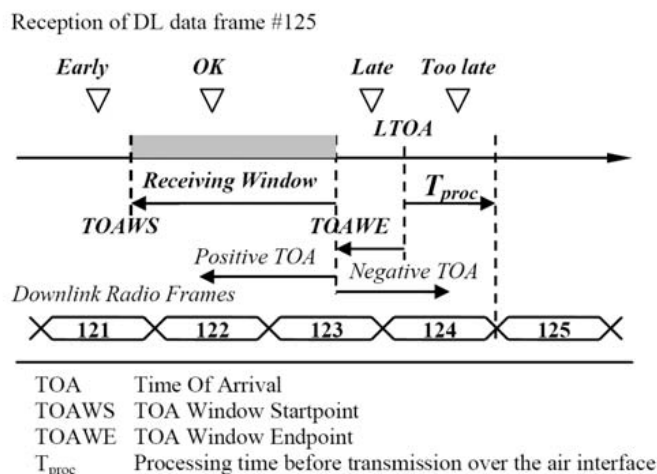 Reception of DL data frame #125
Early OK Late Too late
LTOA
Receiving Window Tproc
TOAWS TOAWE
Positive TOA Negative TOA
Downlink Radio Frames
121 122 123 124 125
TOA Time Of Arrival
TOAWS TOA Window Startpoint
TOAWE TOA Window Endpoint
Tproc Processing time before transmission over the air interface